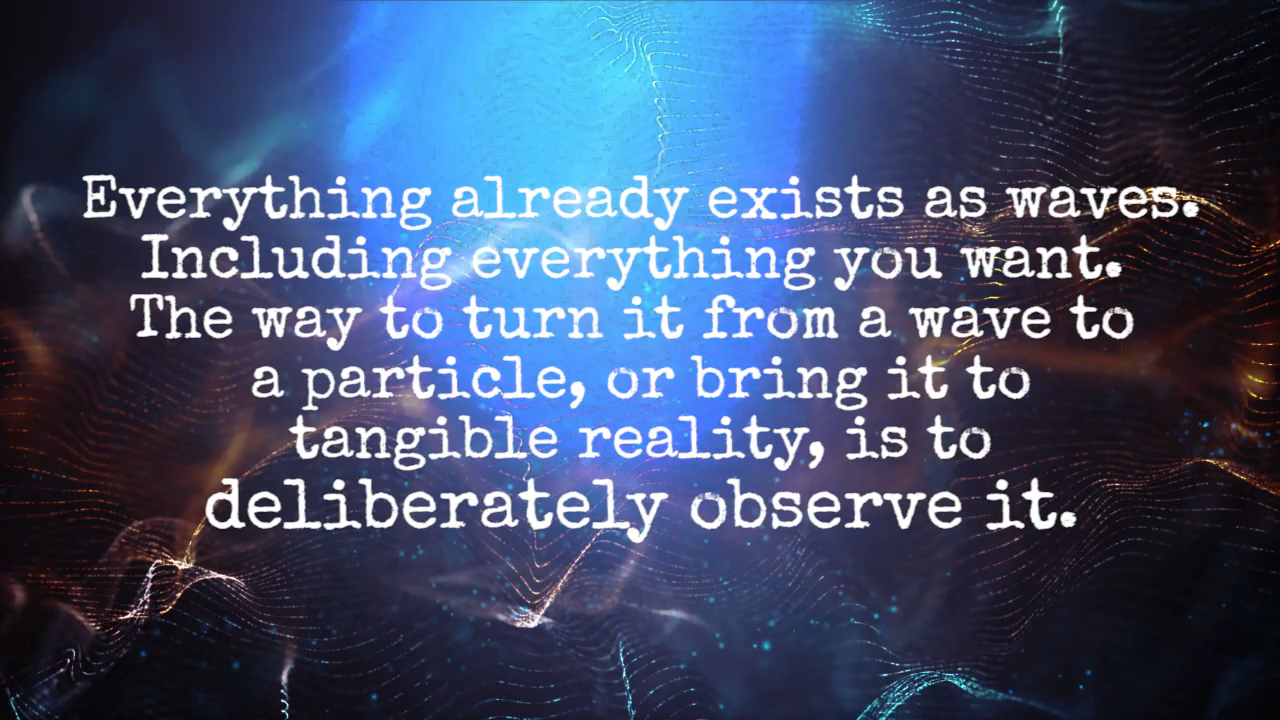 Everything already exists as waves.
Including everything you want.
The way to turn it from a wave to
a particle, or bring it to
tangible reality, is to
deliberately observe it.